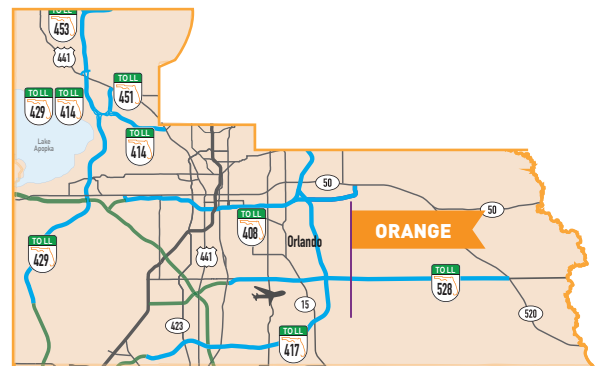 TOLL
453
441
TOLL
429
TOLL
414
TOLL
451
TOLL
414
Lake
Apopka
50
50
TOLL
408
Orlando
ORANGE
TOLL
429
441
TOLL
528
15
520
423
TOLL
417